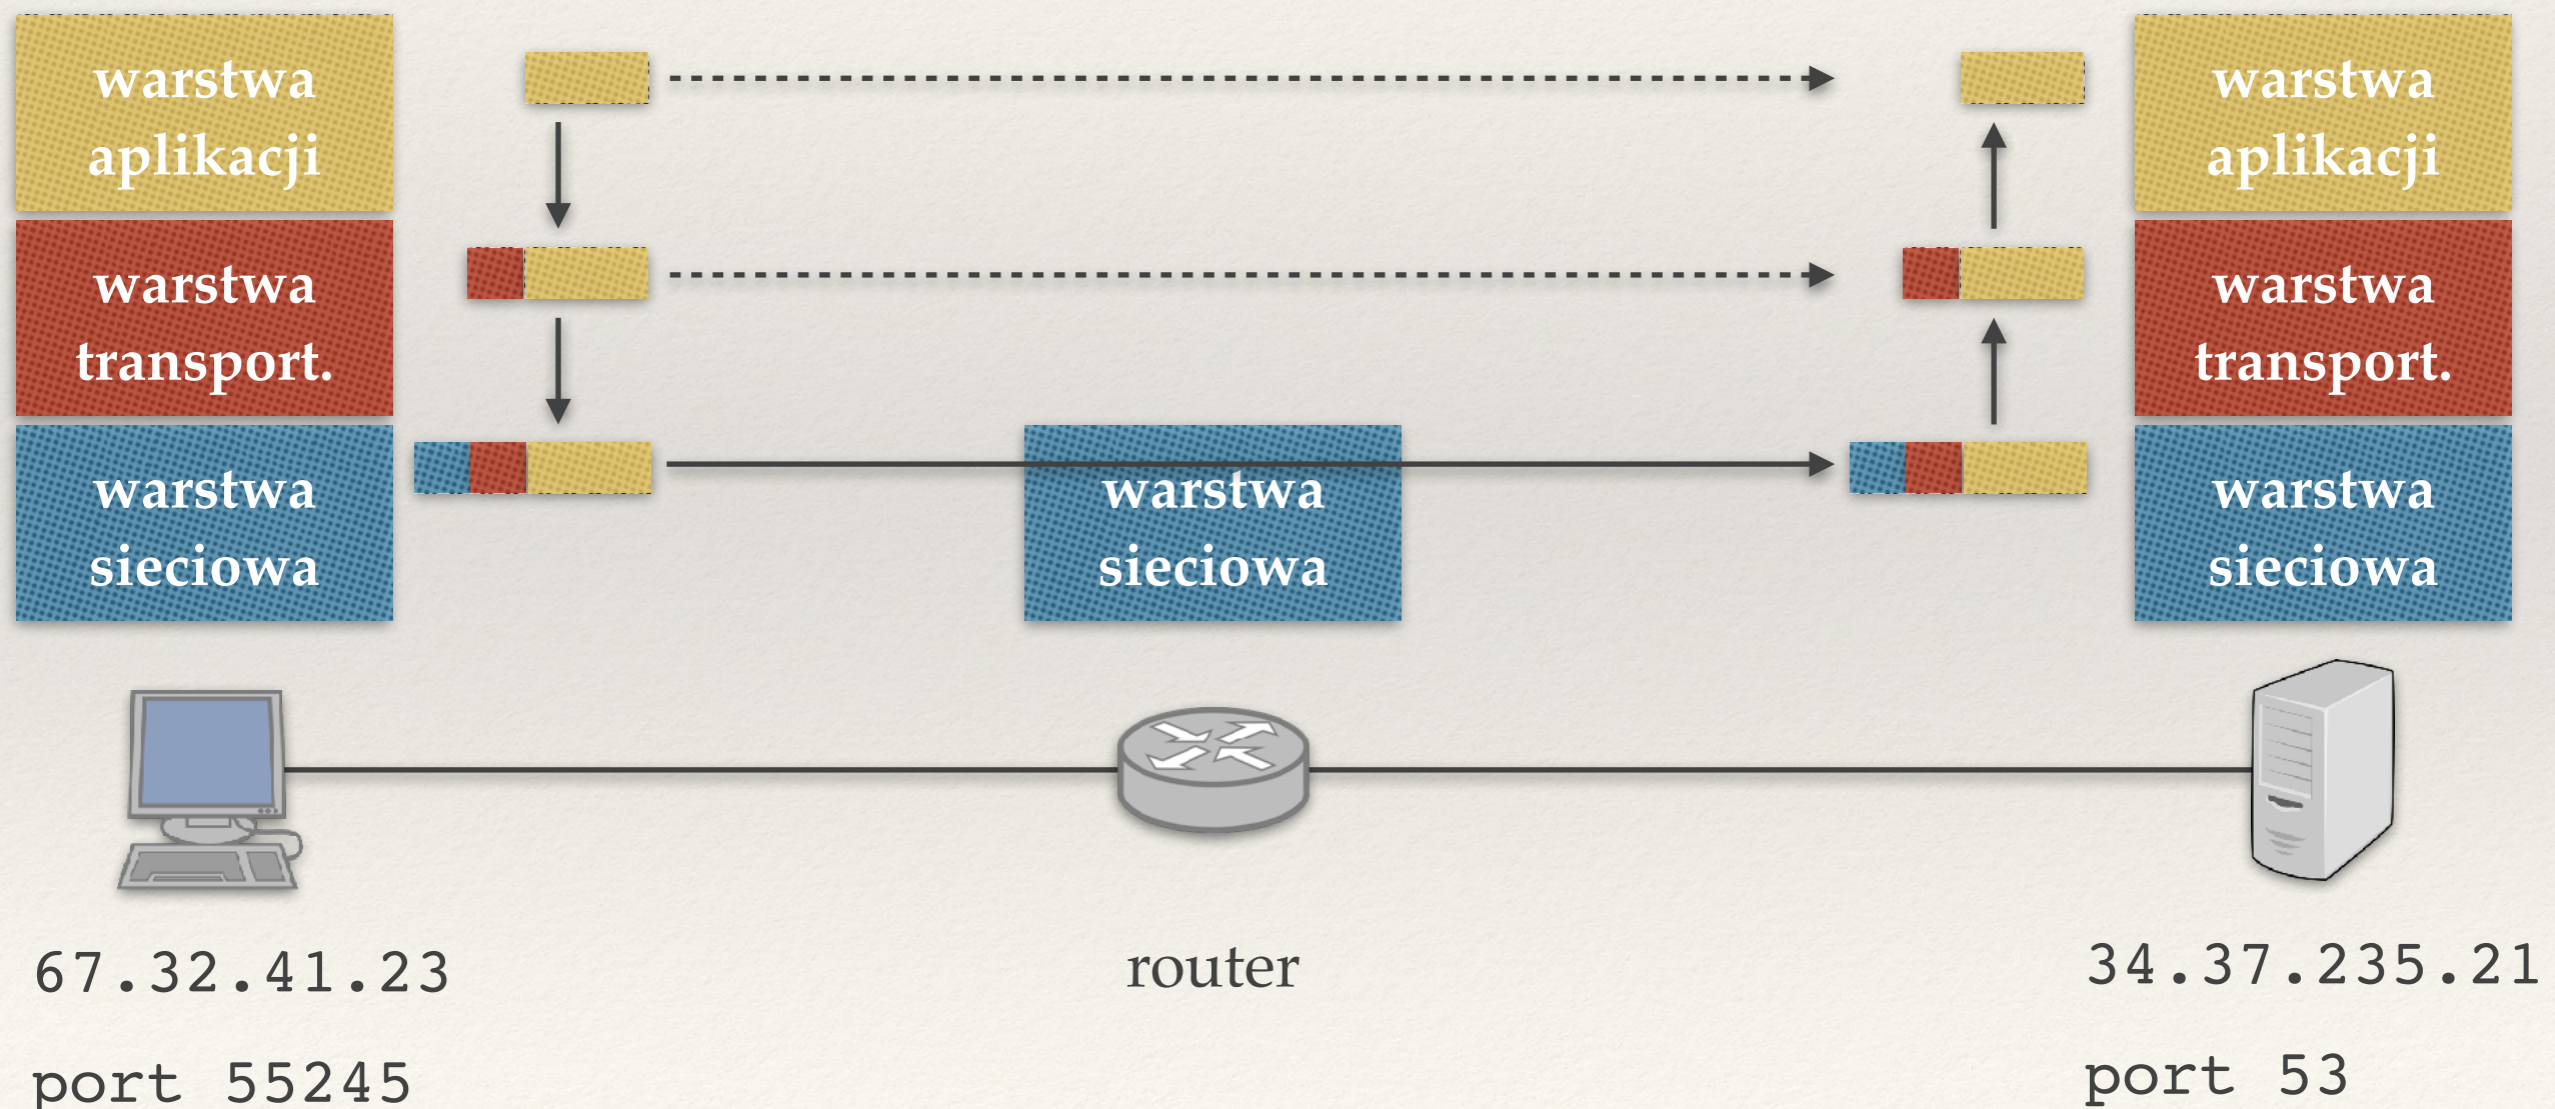 warstwa
aplikacji
warstwa
transport.
warstwa
sieciowa
warstwa
sieciowa
warstwa
aplikacji
warstwa
transport.
warstwa
sieciowa
67.32.41.23
port 55245
router
34.37.235.21
port 53